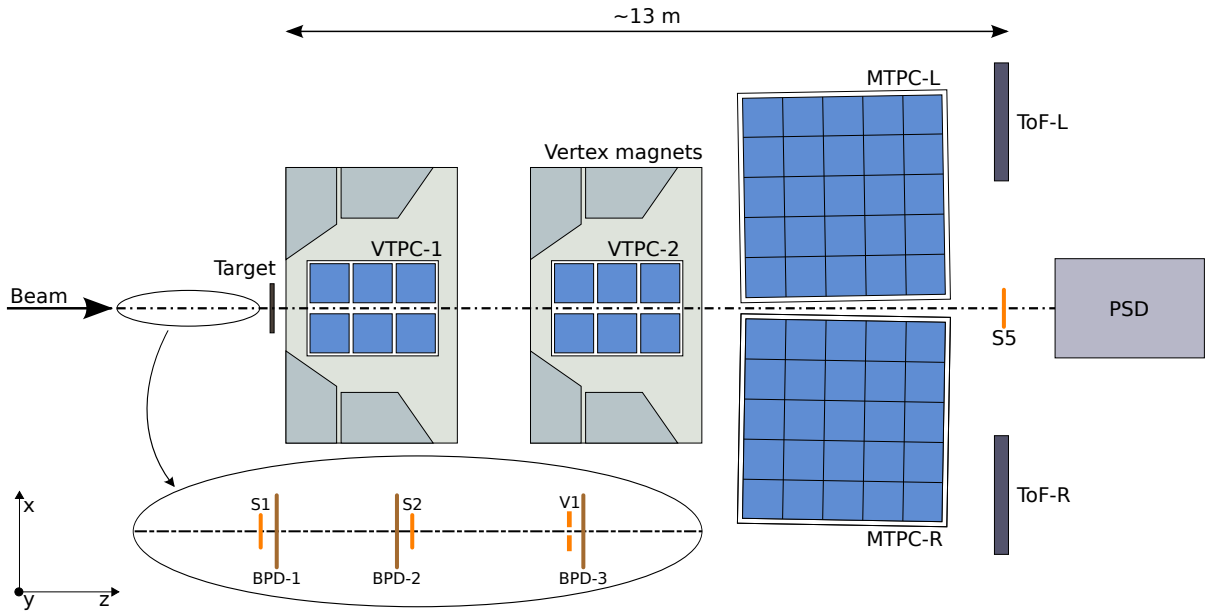 ~13 m
MTPC-L
ToF-L
Vertex magnets
VTPC-1
VTPC-2
Target
Beam
PSD
S5
ToF-R
MTPC-R
S1
S2
V1
BPD-1
BPD-2
BPD-3
x
y
z